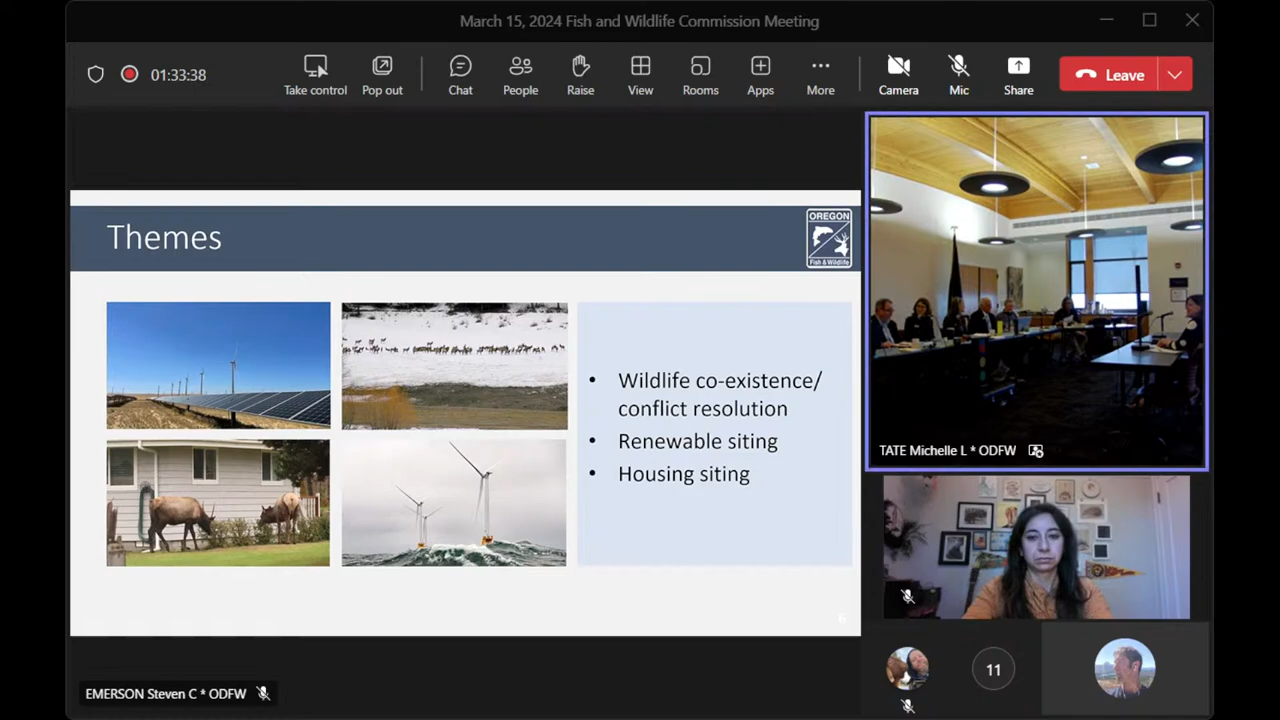 March 15, 2024 Fish and Wildlife Commission Meeting
01:33:38
Take control
Pop out
Chat
People
Raise
View
Rooms
Apps
More
Camera
Mic
Share
Leave
Themes
OREGON
Fish & Wildlife
• Wildlife co-existence/
conflict resolution
• Renewable siting
• Housing siting
TATE Michelle L * ODFW
11
EMERSON Steven C * ODFW